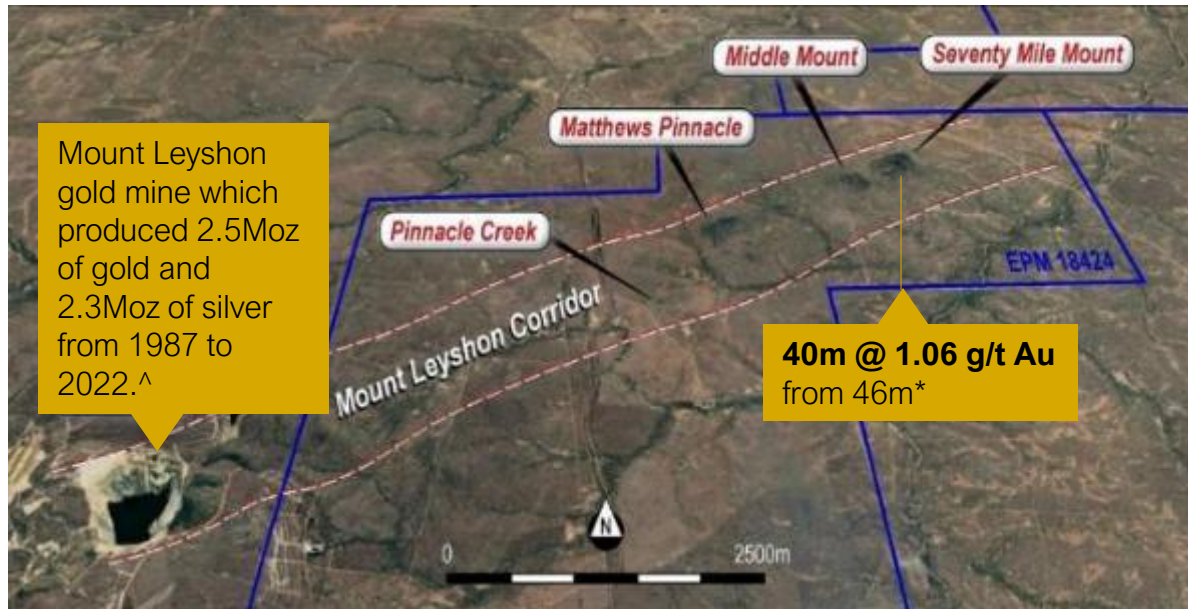 Middle Mount
Seventy Mile Mount
Matthews Pinnacle
Mount Leyshon
gold mine which
produced 2.5Moz
of gold and
2.3Moz of silver
from 1987 to
2022.^
Pinnacle Creek
EPM 18424
Mount Leyshon Corridor
40m @ 1.06 g/t Au
from 46m*
N
0
2500m